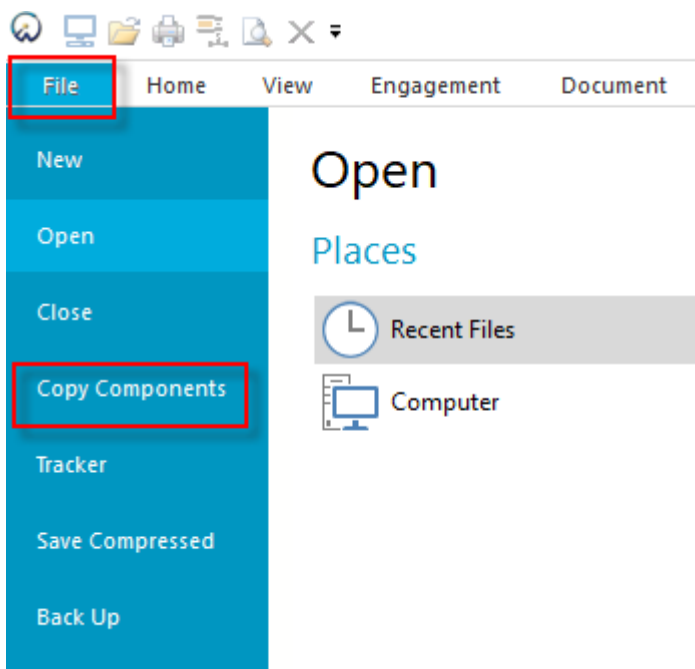 File Home View Engagement Document
New
Open
Close
Copy Components
Tracker
Save Compressed
Back Up
Open
Places
Recent Files
Computer